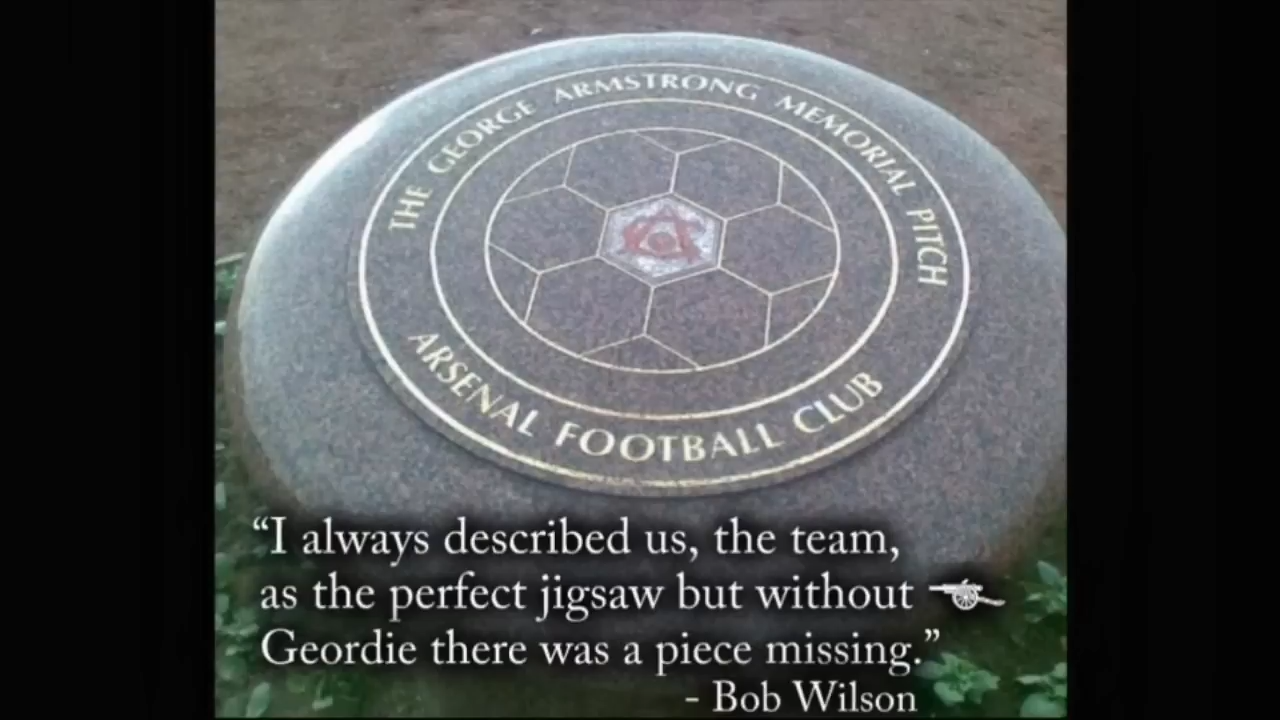 THE GEORGE ARMSTRONG MEMORIAL PITCH
ARSENAL FOOTBALL CLUB
“I always described us, the team,
as the perfect jigsaw but without
Geordie there was a piece missing.”
- Bob Wilson